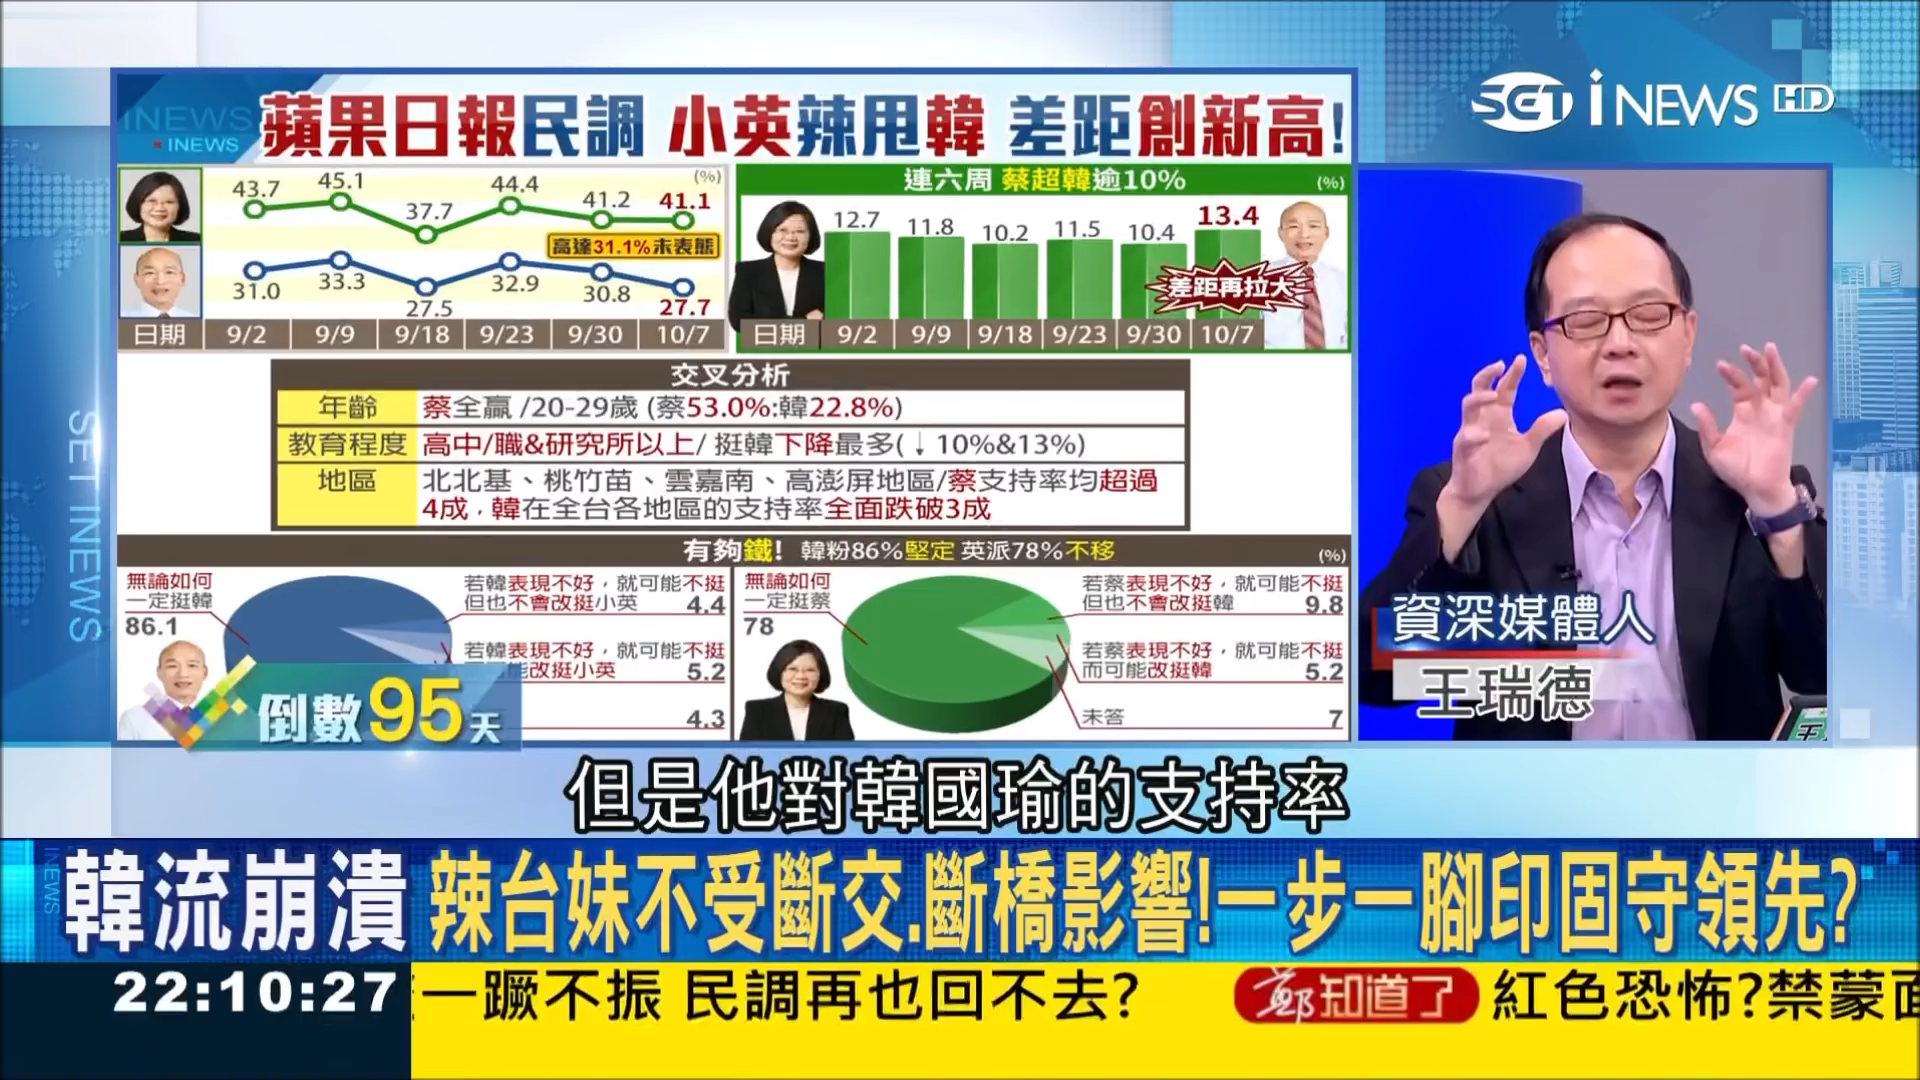 SET iNEWS HD
iNEWS
iNEWS
蘋果日報民調 小英辣甩韓 差距創新高!
(%)
43.7 45.1 37.7 44.4 41.2 41.1
高達31.1%未表態
31.0 33.3 27.5 32.9 30.8 27.7
日期 9/2 9/9 9/18 9/23 9/30 10/7
連六周 蔡超韓逾10% (%)
12.7 11.8 10.2 11.5 10.4 13.4
差距再拉大
日期 9/2 9/9 9/18 9/23 9/30 10/7
交叉分析
年齡 蔡全贏/20-29歲(蔡53.0%:韓22.8%)
教育程度 高中/職&研究所以上/挺韓下降最多(↓10%&13%)
地區 北北基、桃竹苗、雲嘉南、高澎屏地區/蔡支持率均超過
4成,韓在全台各地區的支持率全面跌破3成
有夠鐵! 韓粉86%堅定 英派78%不移 (%)
無論如何
一定挺韓
86.1
若韓表現不好,就可能不挺
但也不會改挺小英 4.4
若韓表現不好,就可能不挺
可能改挺小英 5.2
4.3
無論如何
一定挺蔡
78
若蔡表現不好,就可能不挺
但也不會改挺韓 9.8
若蔡表現不好,就可能不挺
而可能改挺韓 5.2
未答 7
倒數95天
SET INEWS
資深媒體人
王瑞德
但是他對韓國瑜的支持率
iNEWS
韓流崩潰 辣台妹不受斷交.斷橋影響!一步一腳印固守領先?
22:10:27
一蹶不振 民調再也回不去? 鄭知道了 紅色恐怖?禁蒙面